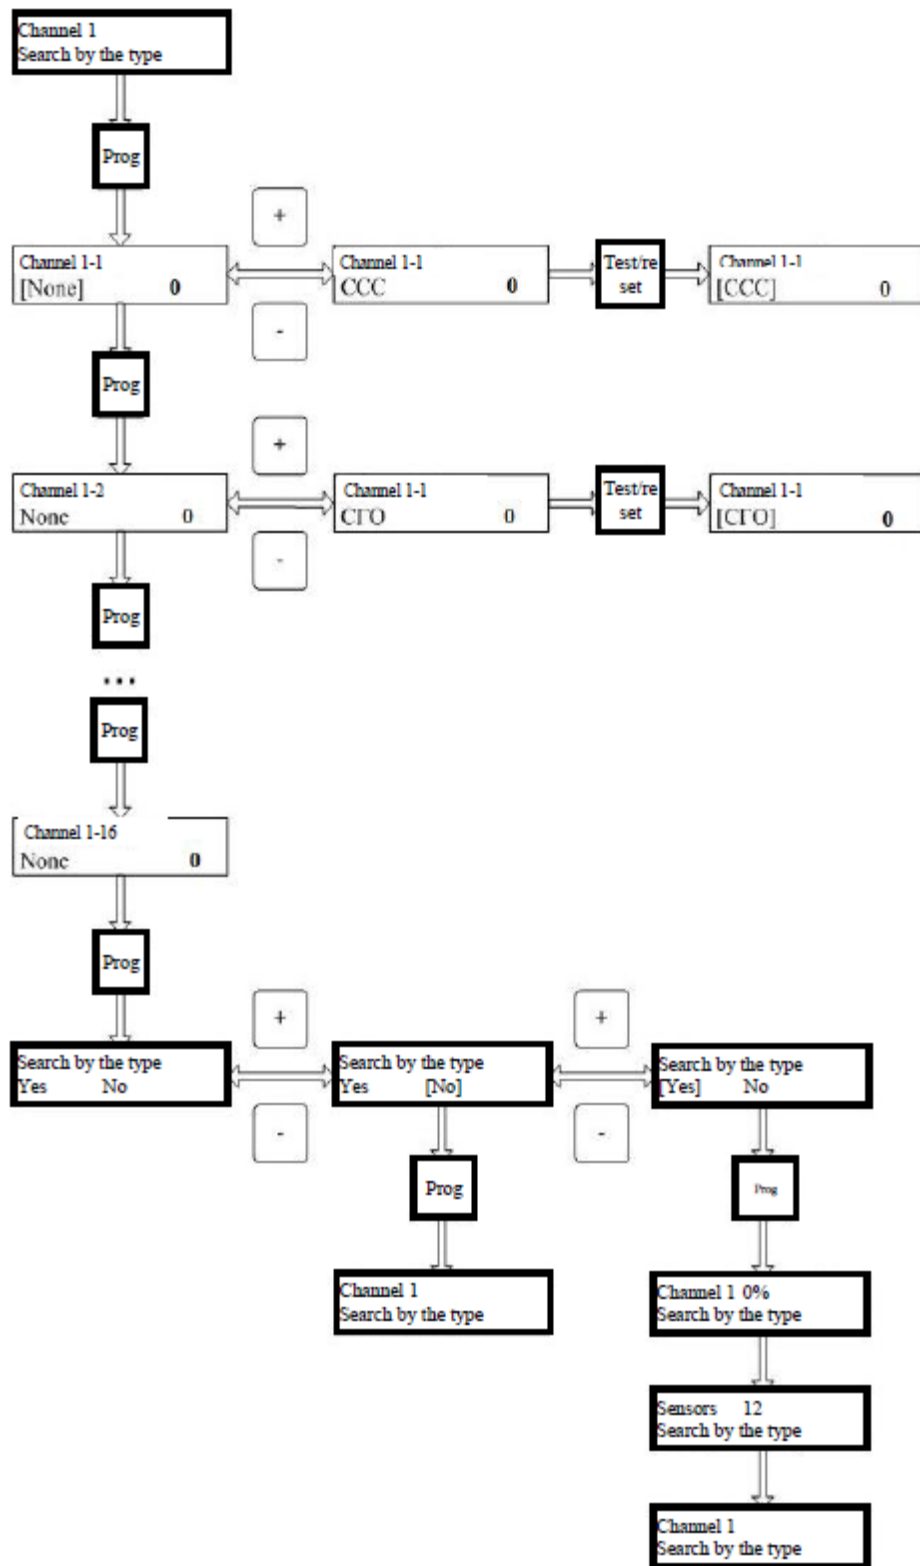 Channel 1
Search by the type
Prog
+
Channel 1-1
[None] 0
Channel 1-1
ССС 0
Test/re
set
Channel 1-1
[ССС] 0
-
Prog
+
Channel 1-2
None 0
Channel 1-1
СГО 0
Test/re
set
Channel 1-1
[СГО] 0
-
Prog
...
Prog
Channel 1-16
None 0
Prog
+
+
Search by the type
Yes No
Search by the type
Yes [No]
Search by the type
[Yes] No
-
-
Prog
Prog
Channel 1
Search by the type
Channel 1 0%
Search by the type
Sensors 12
Search by the type
Channel 1
Search by the type